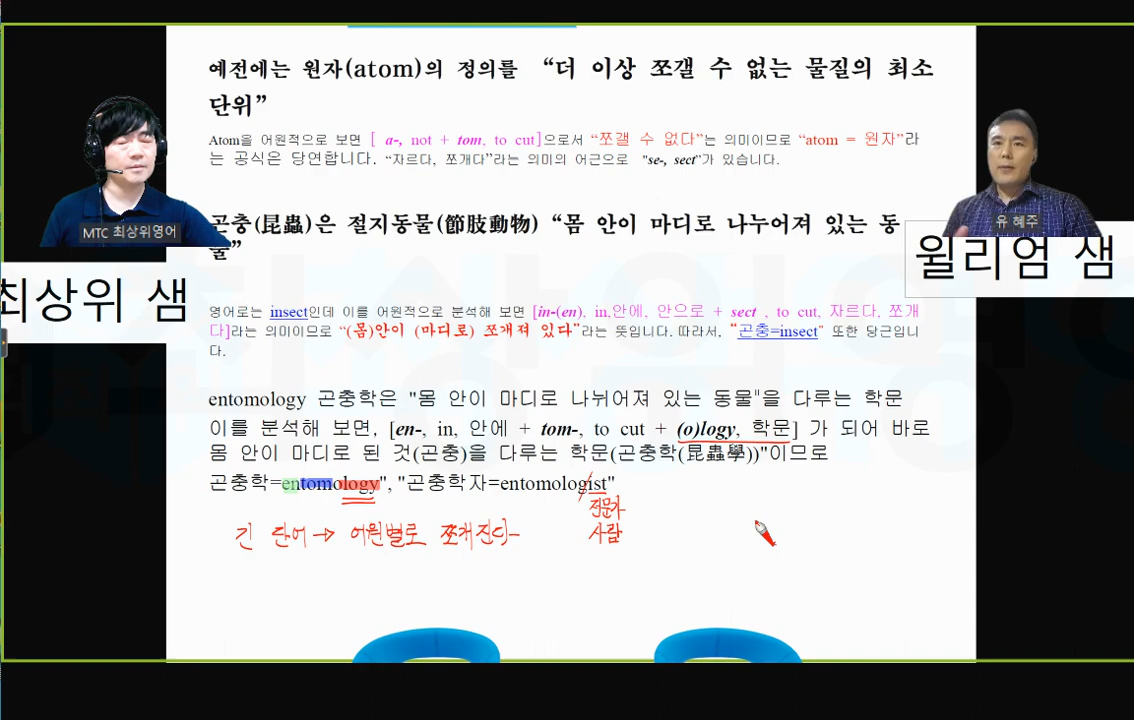 예전에는 원자(atom)의 정의를 “더 이상 쪼갤 수 없는 물질의 최소
단위”
Atom을 어원적으로 보면 [ a-, not + tom, to cut]으로서 “쪼갤 수 없다”는 의미이므로 “atom = 원자”라
는 공식은 당연합니다. “자르다, 쪼개다”라는 의미의 어근으로 "se-, sect"가 있습니다.
곤충(昆蟲)은 절지동물(節肢動物) “몸 안이 마디로 나누어져 있는 동
물”
MTC 최상위영어
유 혜주
최상위 샘
윌리엄 샘
영어로는 insect인데 이를 어원적으로 분석해 보면 [in-(en), in,안에, 안으로 + sect , to cut, 자르다, 쪼개
다]라는 의미이므로 “(몸)안이 (마디로) 쪼개져 있다”라는 뜻입니다. 따라서, “곤충=insect" 또한 당근입니
다.
entomology 곤충학은 "몸 안이 마디로 나뉘어져 있는 동물"을 다루는 학문
이를 분석해 보면, [en-, in, 안에 + tom-, to cut + (o)logy, 학문] 가 되어 바로
몸 안이 마디로 된 것(곤충)을 다루는 학문(곤충학(昆蟲學))"이므로
곤충학=entomology", "곤충학자=entomologist"
전문가
긴 단어 → 어원별로 쪼개진다-
사람